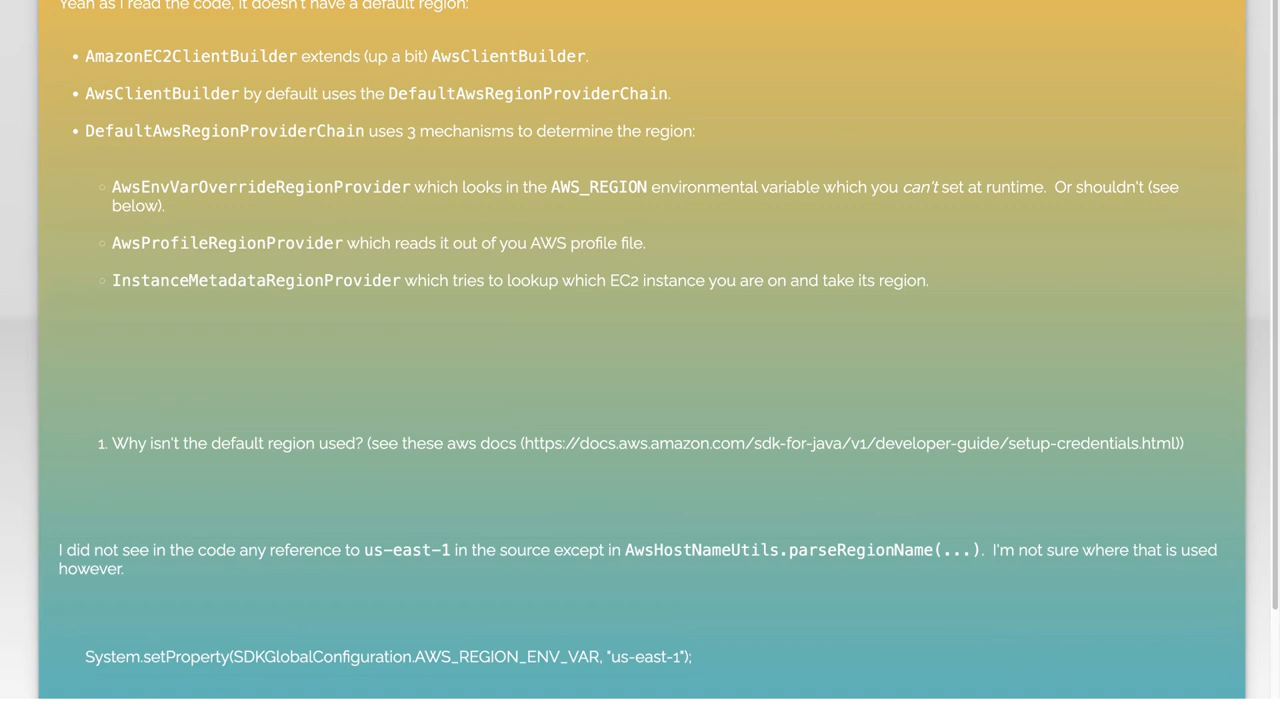 Yeah as I read the code, it doesn't have a default region:
• AmazonEC2ClientBuilder extends (up a bit) AwsClientBuilder.
• AwsClientBuilder by default uses the DefaultAwsRegionProviderChain.
• DefaultAwsRegionProviderChain uses 3 mechanisms to determine the region:
○ AwsEnvVarOverrideRegionProvider which looks in the AWS_REGION environmental variable which you can't set at runtime.  Or shouldn't (see
below).
○ AwsProfileRegionProvider which reads it out of you AWS profile file.
○ InstanceMetadataRegionProvider which tries to lookup which EC2 instance you are on and take its region.
1. Why isn't the default region used? (see these aws docs (https://docs.aws.amazon.com/sdk-for-java/v1/developer-guide/setup-credentials.html))
I did not see in the code any reference to us-east-1 in the source except in AwsHostNameUtils.parseRegionName(...).  I'm not sure where that is used
however.
System.setProperty(SDKGlobalConfiguration.AWS_REGION_ENV_VAR, "us-east-1");